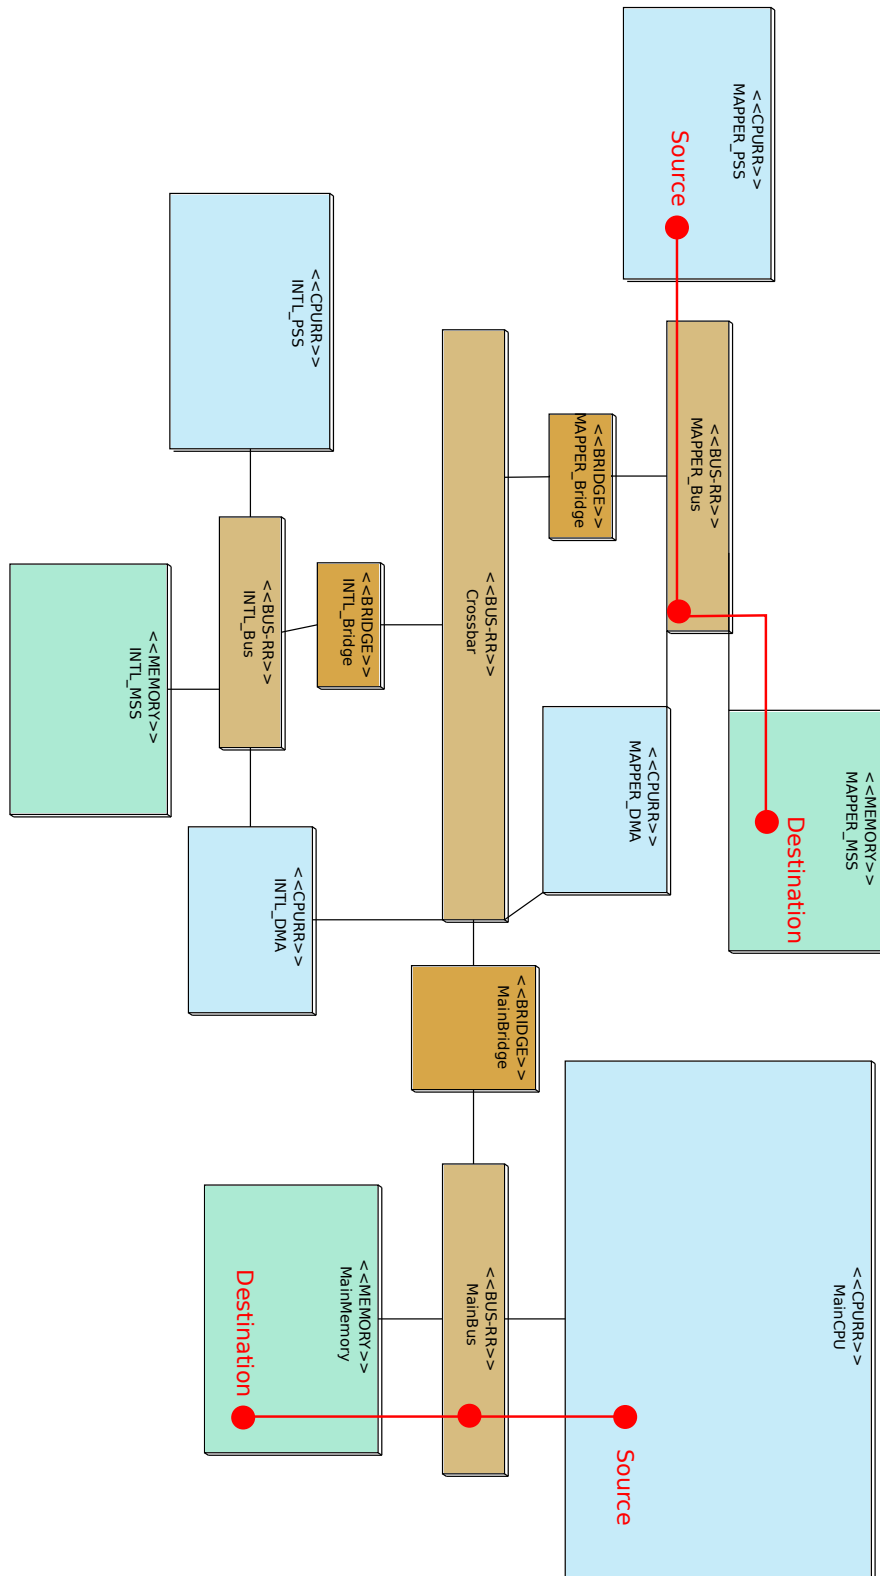 <<MEMORY>>
MAPPER_MSS
<<CPURR>>
MainCPU
Destination
<<CPURR>>
MAPPER_PSS
<<BUS-RR>>
MAPPER_Bus
Source
<<CPURR>>
MAPPER_DMA
Source
<<BRIDGE>>
MAPPER_Bridge
<<BRIDGE>>
MainBridge
<<BUS-RR>>
Crossbar
<<BUS-RR>>
MainBus
<<BRIDGE>>
INTL_Bridge
<<MEMORY>>
MainMemory
<<CPURR>>
INTL_PSS
<<CPURR>>
INTL_DMA
<<BUS-RR>>
INTL_Bus
Destination
<<MEMORY>>
INTL_MSS